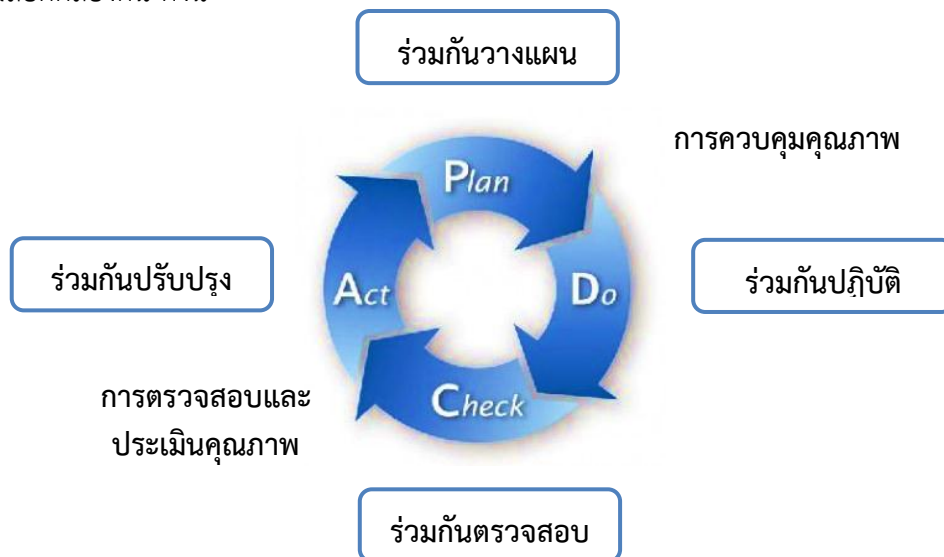 ร่วมกันวางแผน
การควบคุมคุณภาพ
Plan
ร่วมกันปรับปรุง
Act
Do
ร่วมกันปฏิบัติ
การตรวจสอบและ
ประเมินคุณภาพ
Check
ร่วมกันตรวจสอบ